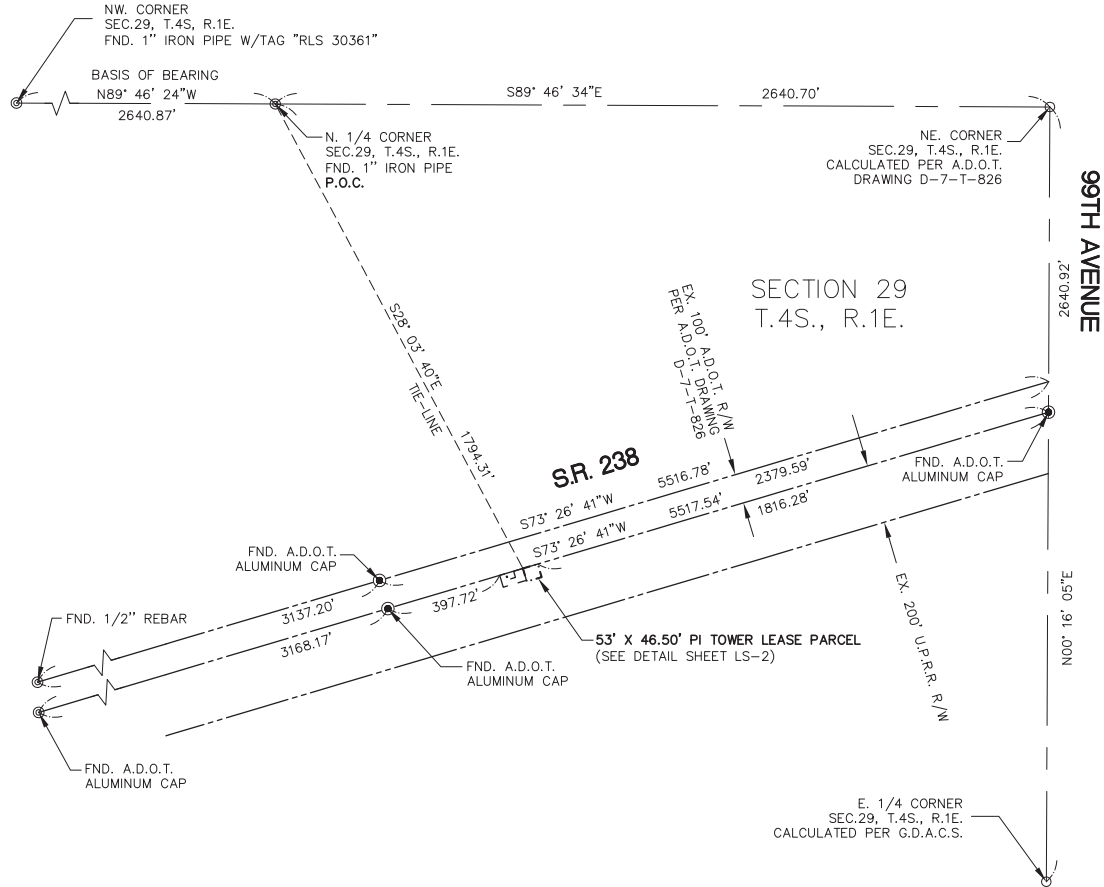 NW. CORNER
SEC.29, T.4S, R.1E.
FND. 1" IRON PIPE W/TAG "RLS 30361"
BASIS OF BEARING
N89° 46' 24"W
2640.87'
S89° 46' 34"E
2640.70'
N. 1/4 CORNER
SEC.29, T.4S., R.1E.
FND. 1" IRON PIPE
P.O.C.
NE. CORNER
SEC.29, T.4S., R.1E.
CALCULATED PER A.D.O.T.
DRAWING D-7-T-826
99TH AVENUE
2640.92'
SECTION 29
T.4S., R.1E.
EX. 100' A.D.O.T. R/W
PER A.D.O.T. DRAWING
D-7-T-826
S28° 03' 40"E
TIE-LINE
1794.31'
S.R. 238
S73° 26' 41"W
5516.78'
2379.59'
S73° 26' 41"W
5517.54'
1816.28'
FND. A.D.O.T.
ALUMINUM CAP
FND. A.D.O.T.
ALUMINUM CAP
FND. 1/2" REBAR
3137.20'
3168.17'
397.72'
53' X 46.50' PI TOWER LEASE PARCEL
(SEE DETAIL SHEET LS-2)
FND. A.D.O.T.
ALUMINUM CAP
EX. 200' U.P.R.R. R/W
N00° 16' 05"E
FND. A.D.O.T.
ALUMINUM CAP
E. 1/4 CORNER
SEC.29, T.4S., R.1E.
CALCULATED PER G.D.A.C.S.